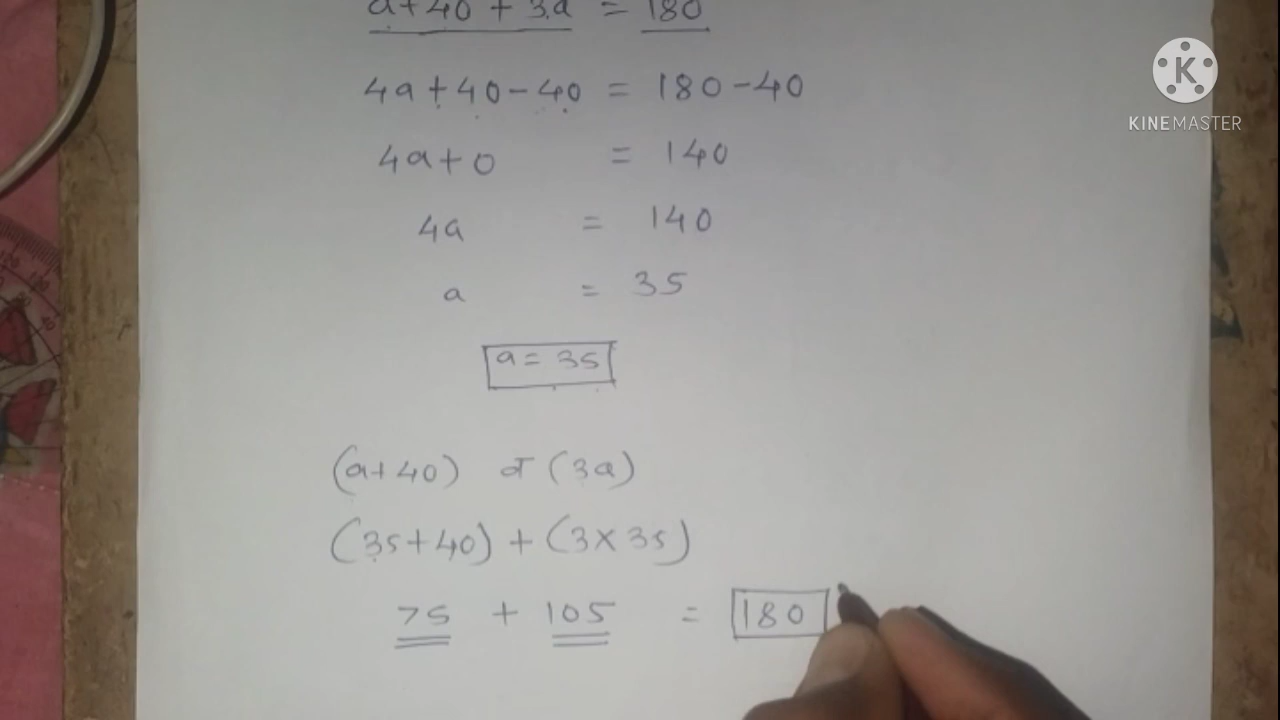 a+40 + 3a = 180
4a+40-40 = 180-40
4a+0 = 140
4a = 140
a = 35
a = 35
(a+40) व (3a)
(35+40) + (3×35)
75 + 105 = 180
K
KINEMASTER